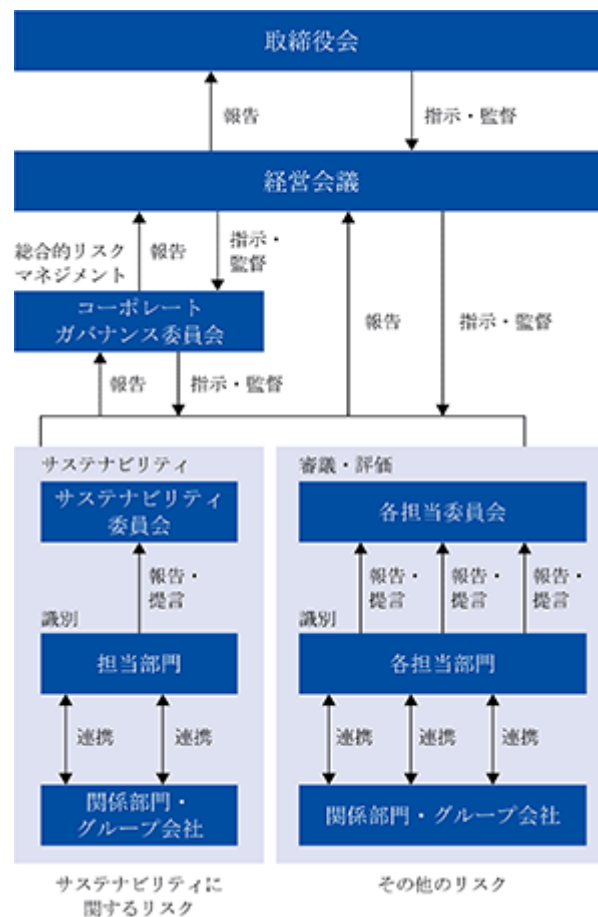 取締役会
報告
指示・監督
経営会議
総合的リスク
マネジメント
報告
指示・
監督
報告
指示・監督
コーポレート
ガバナンス委員会
報告
指示・監督
サステナビリティ
サステナビリティ
委員会
報告・
提言
識別
担当部門
連携
連携
関係部門・
グループ会社
サステナビリティに
関するリスク
審議・評価
各担当委員会
報告・
提言
報告・
提言
報告・
提言
識別
各担当部門
連携
連携
連携
関係部門・グループ会社
その他のリスク